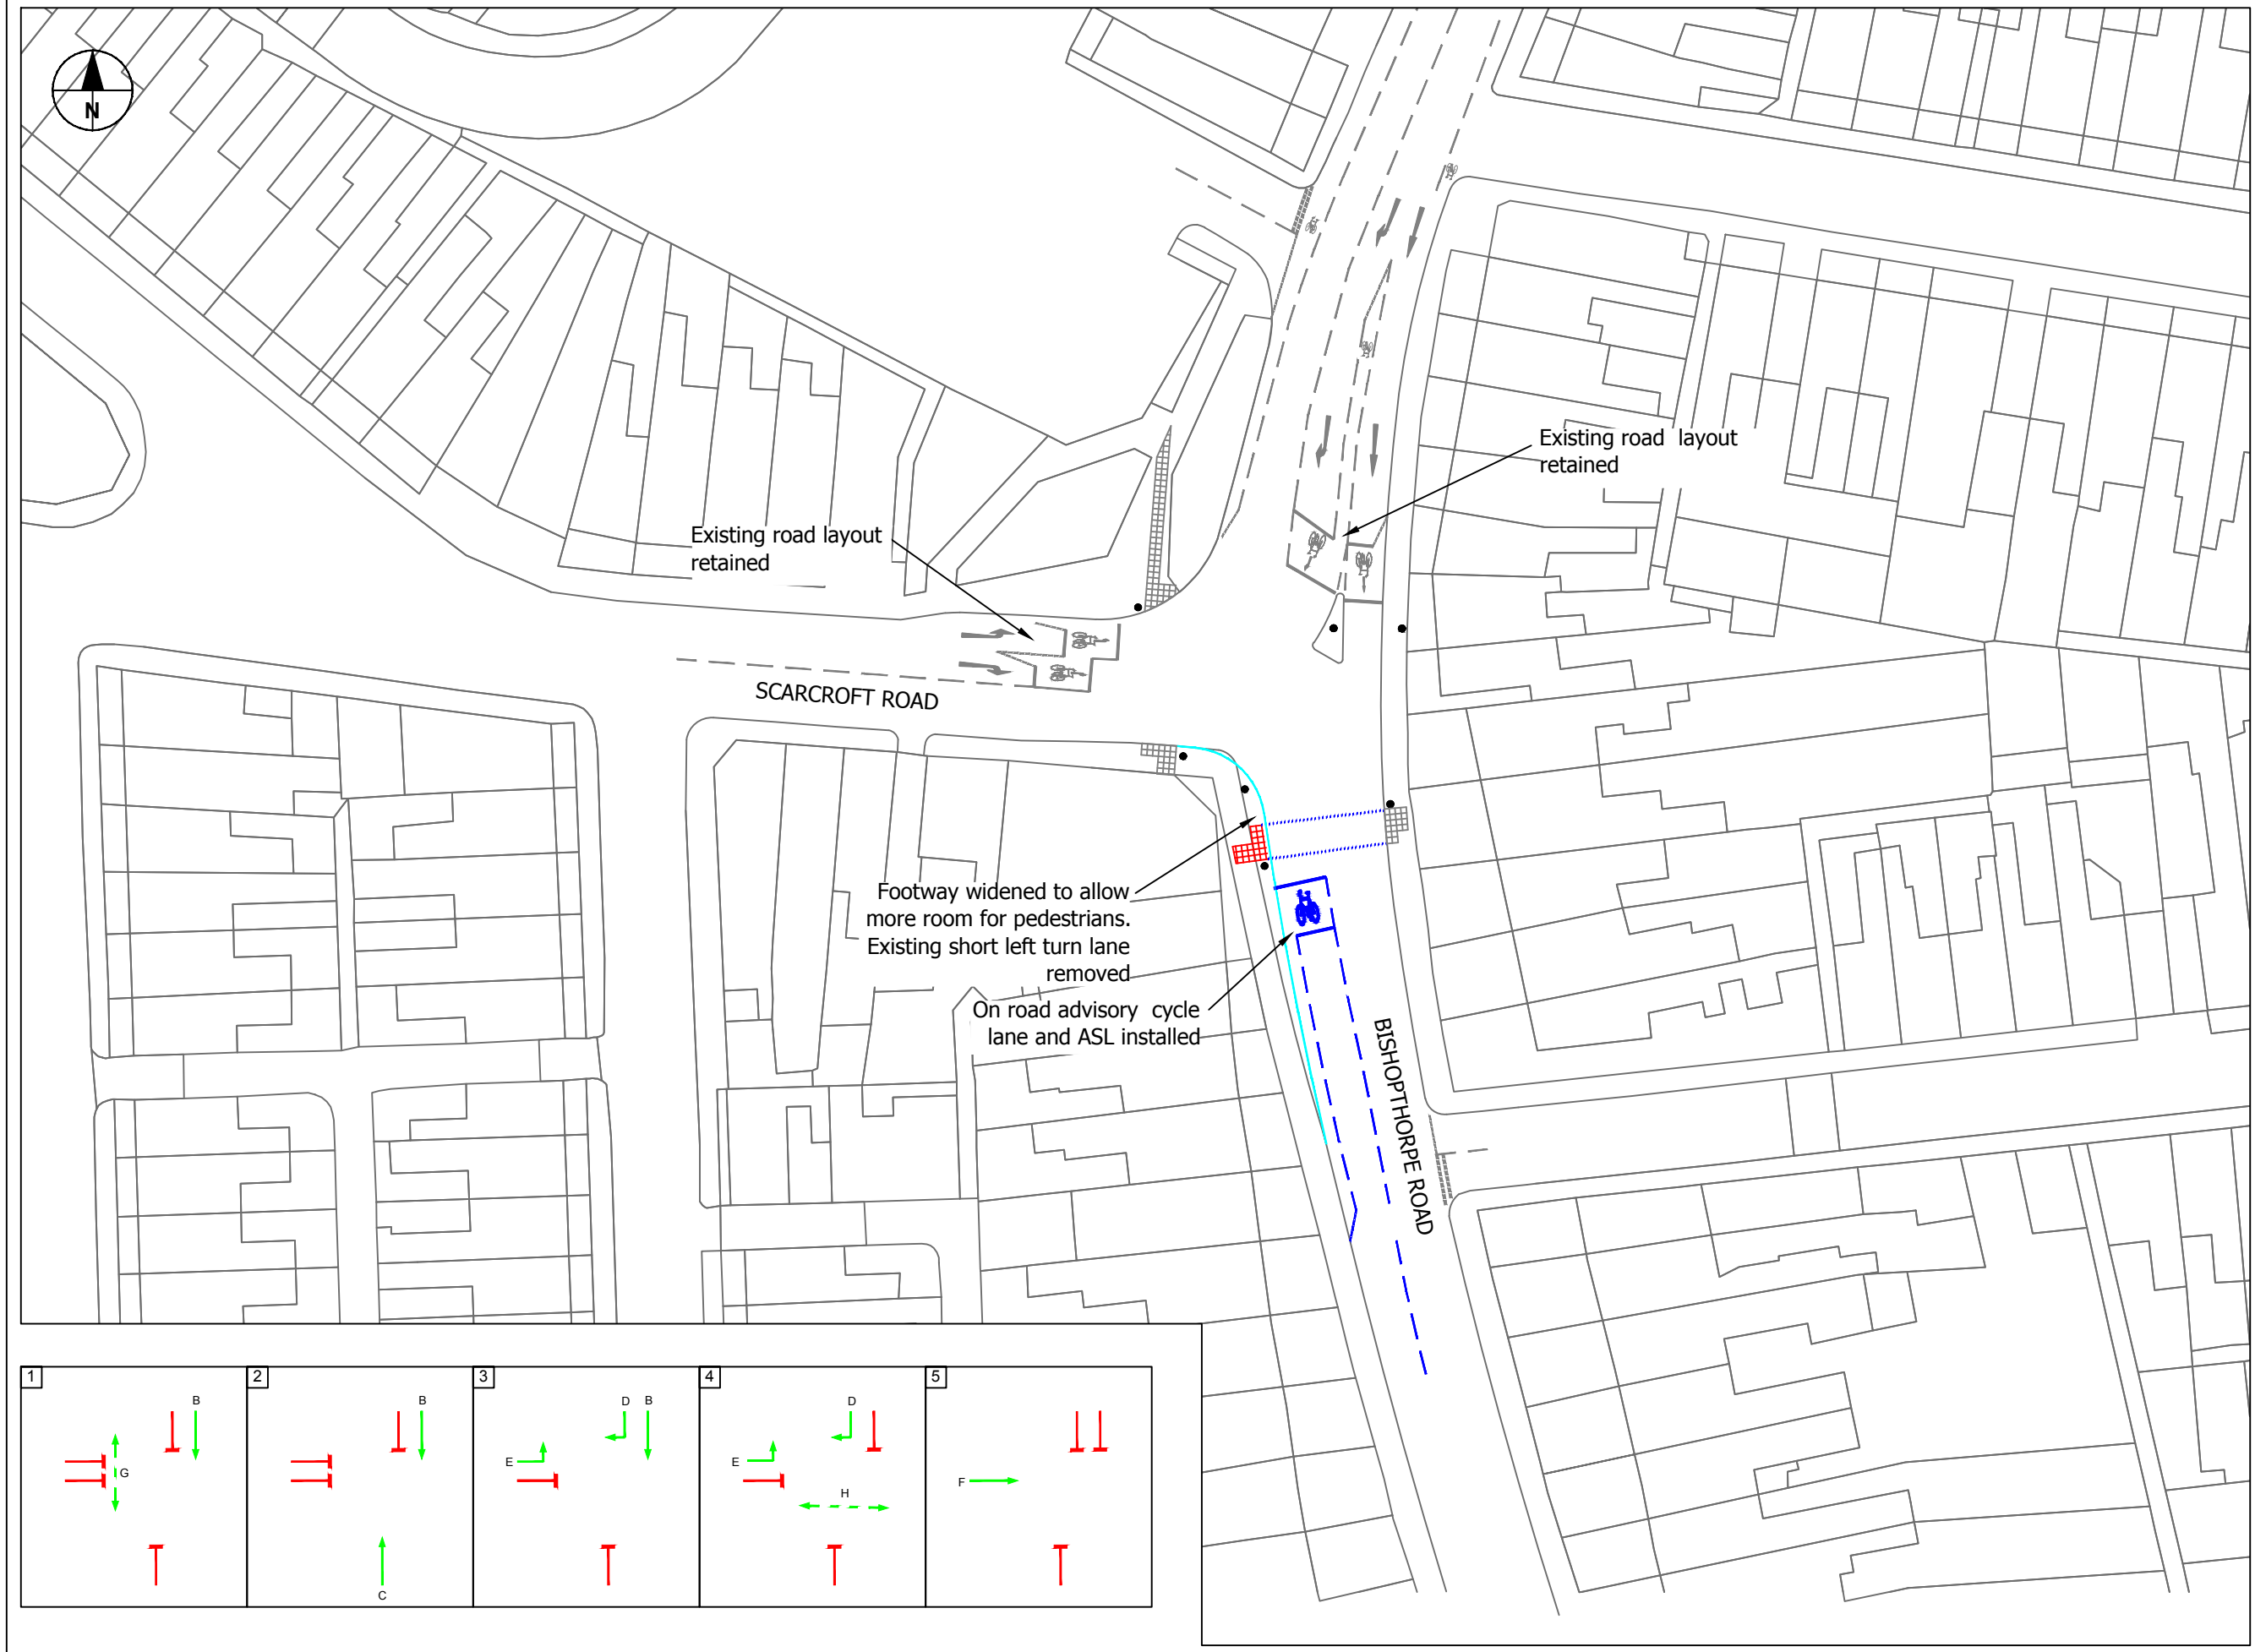 N
Existing road  layout
retained
Existing road layout
retained
SCARCROFT ROAD
Footway widened to allow
more room for pedestrians.
Existing short left turn lane
removed
On road advisory  cycle
lane and ASL installed
BISHOPTHORPE ROAD
1
B
G
2
B
C
3
D B
E
4
D
E
H
5
F